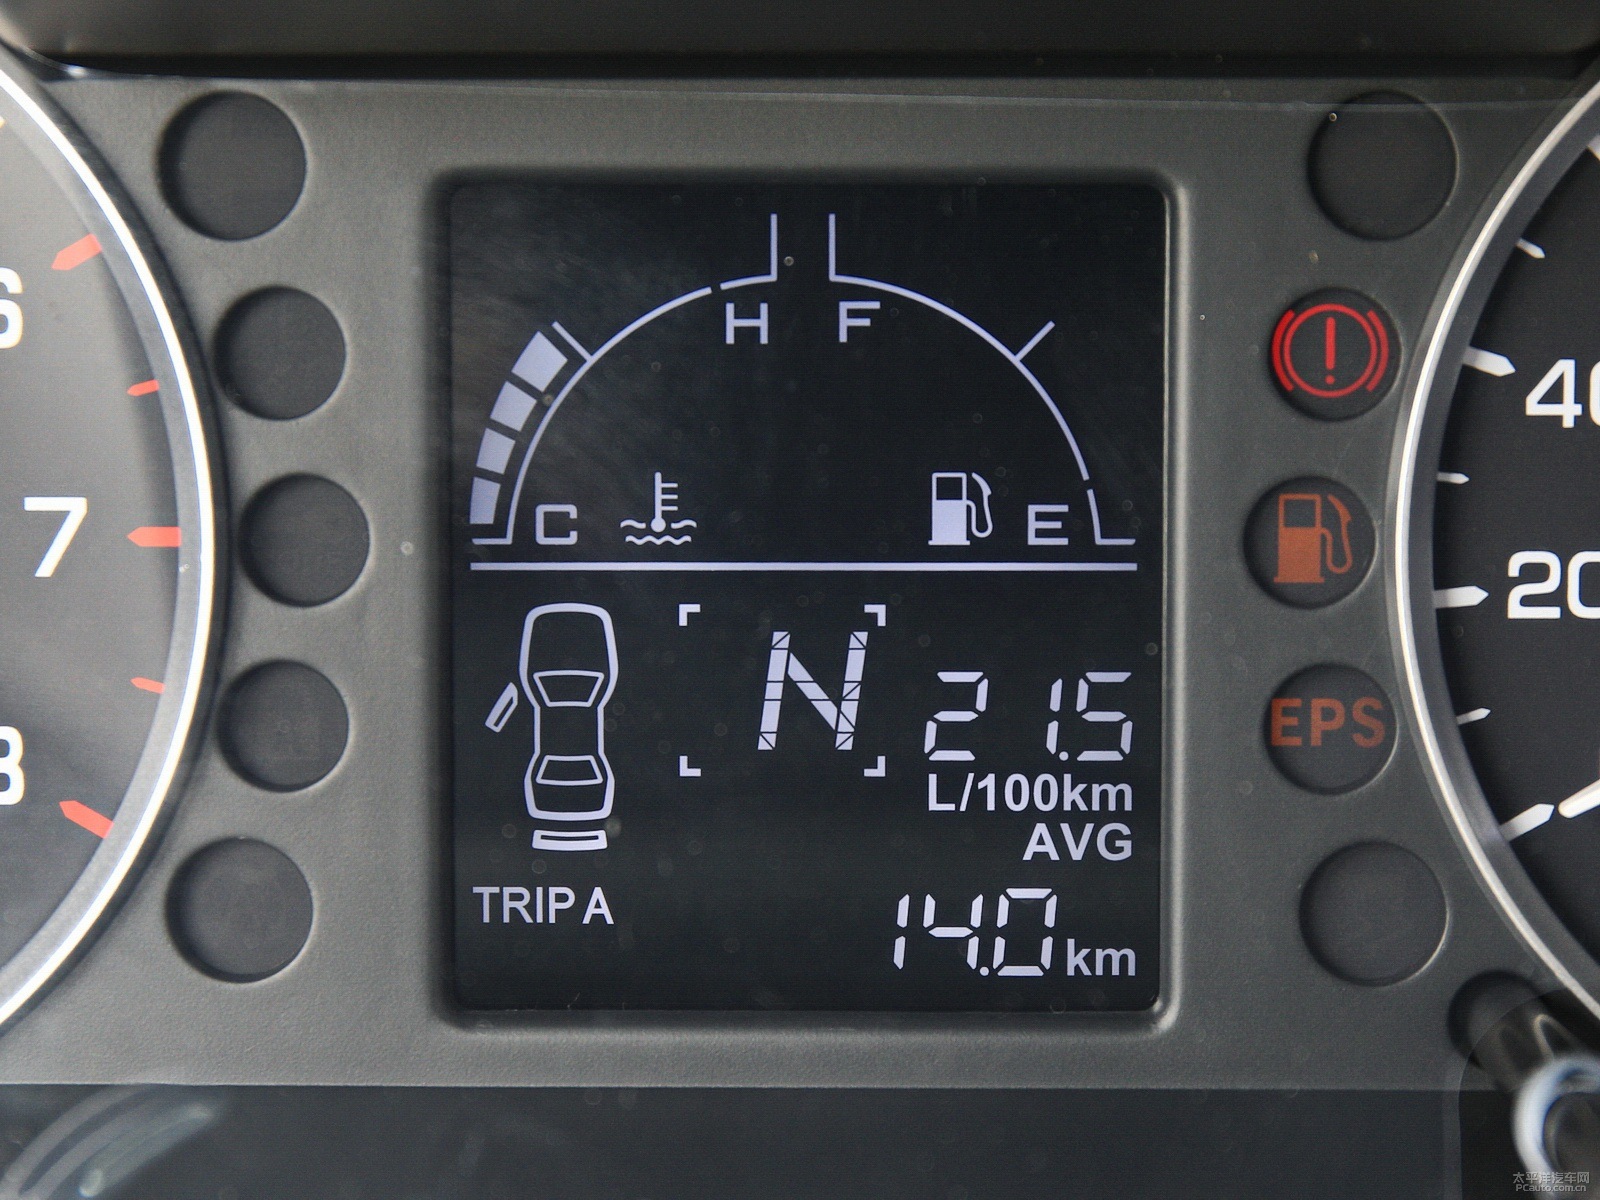 H F
C E
6
7
8
40
20
EPS
N
21.5
L/100km
AVG
TRIP A
14.0 km
太平洋汽车网
PCauto.com.cn